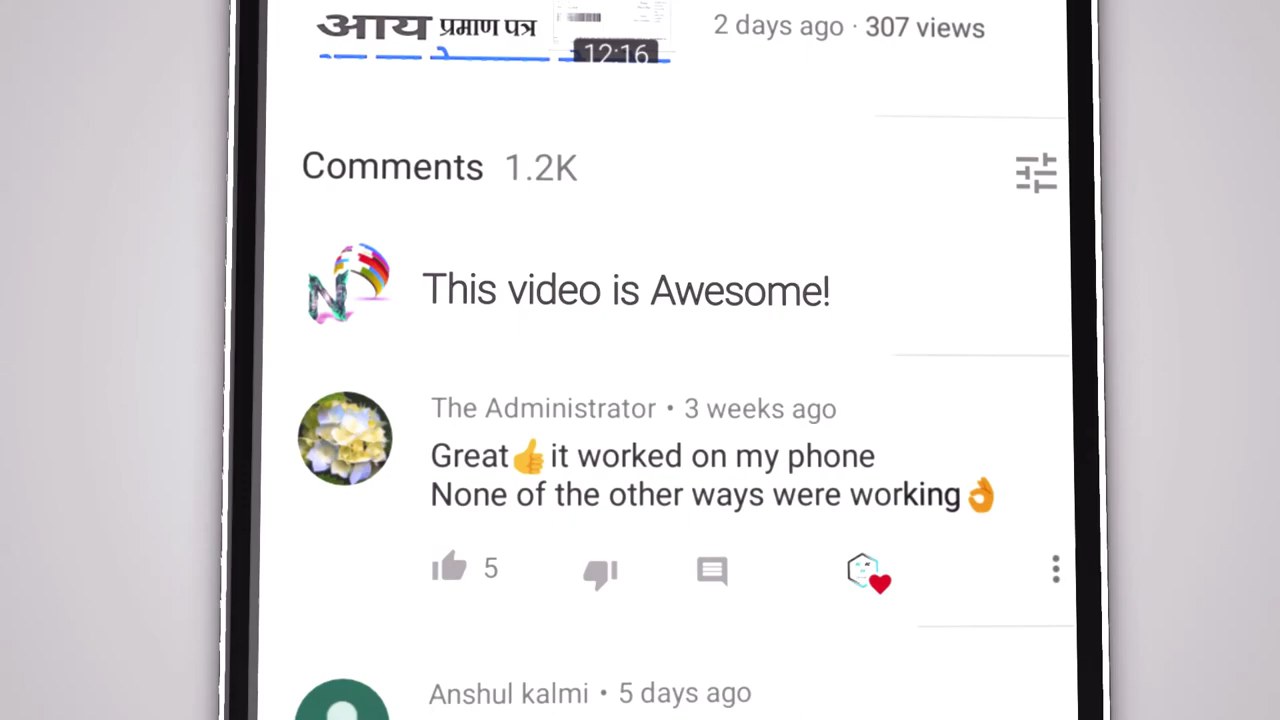 आय प्रमाण पत्र
12:16
2 days ago · 307 views
Comments 1.2K
N
This video is Awesome!
The Administrator • 3 weeks ago
Great👍it worked on my phone
None of the other ways were working👌
5
Anshul kalmi • 5 days ago